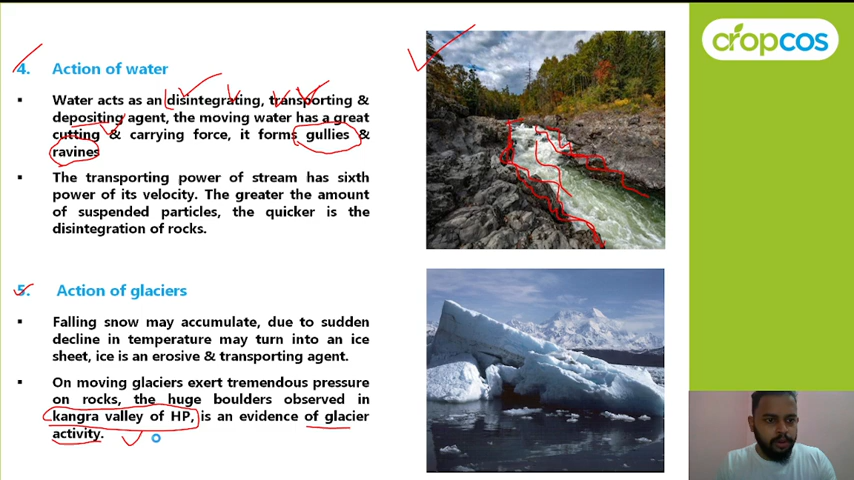 cropcos
4. Action of water
▪ Water acts as an disintegrating, transporting &
depositing agent, the moving water has a great
cutting & carrying force, it forms gullies &
ravines
▪ The transporting power of stream has sixth
power of its velocity. The greater the amount
of suspended particles, the quicker is the
disintegration of rocks.
5. Action of glaciers
▪ Falling snow may accumulate, due to sudden
decline in temperature may turn into an ice
sheet, ice is an erosive & transporting agent.
▪ On moving glaciers exert tremendous pressure
on rocks, the huge boulders observed in
kangra valley of HP, is an evidence of glacier
activity.